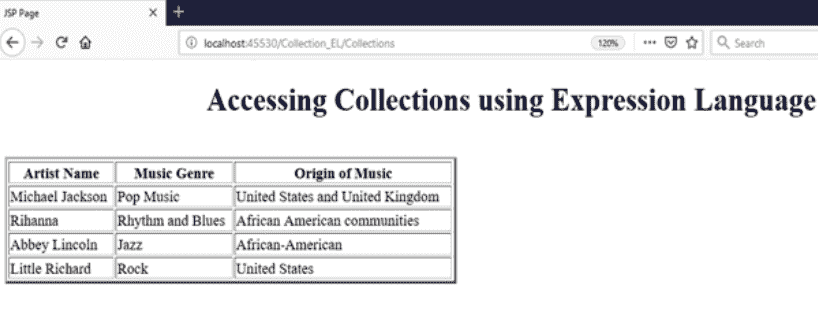 JSP Page
localhost:45530/Collection_EL/Collections 120% Search
Accessing Collections using Expression Language
Artist Name Music Genre Origin of Music
Michael Jackson Pop Music United States and United Kingdom
Rihanna Rhythm and Blues African American communities
Abbey Lincoln Jazz African-American
Little Richard Rock United States